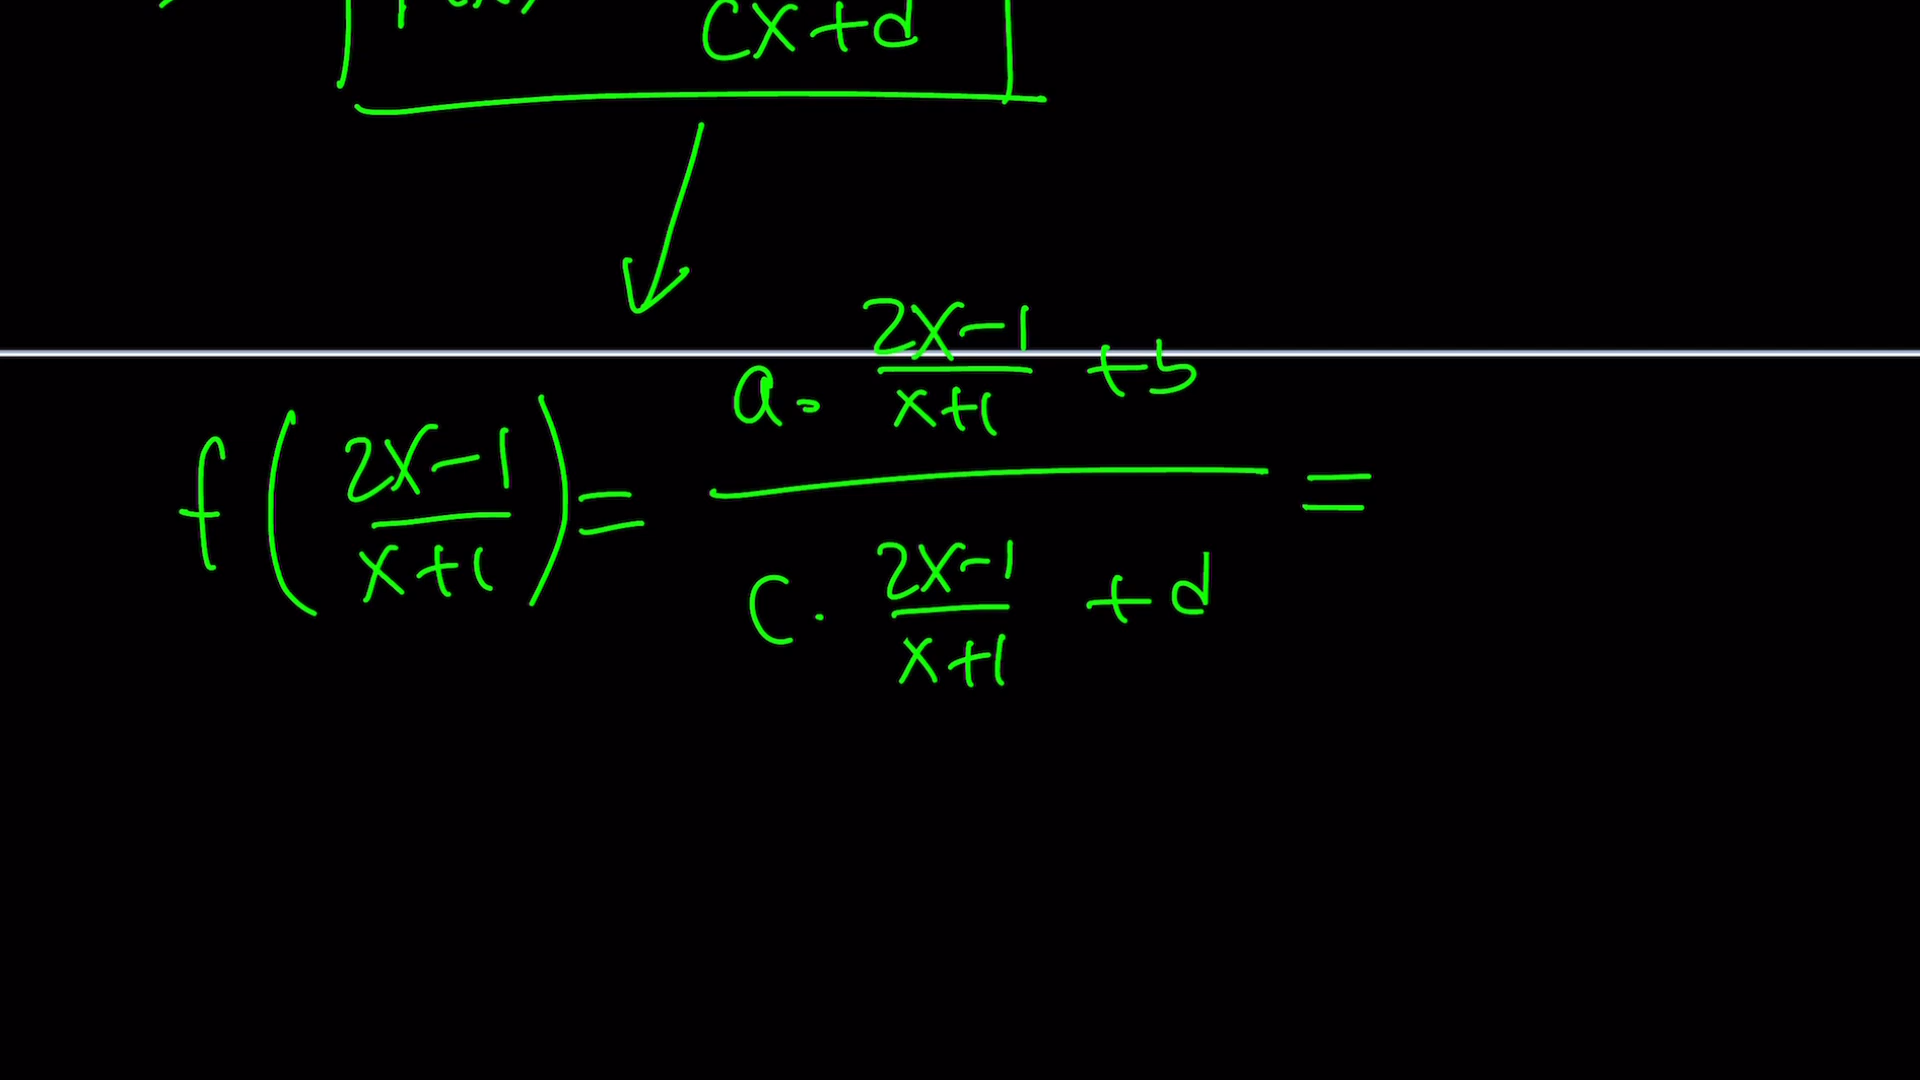 cx+d
f(2x-1/x+1) = a· 2x-1/x+1 +b / c· 2x-1/x+1 +d =